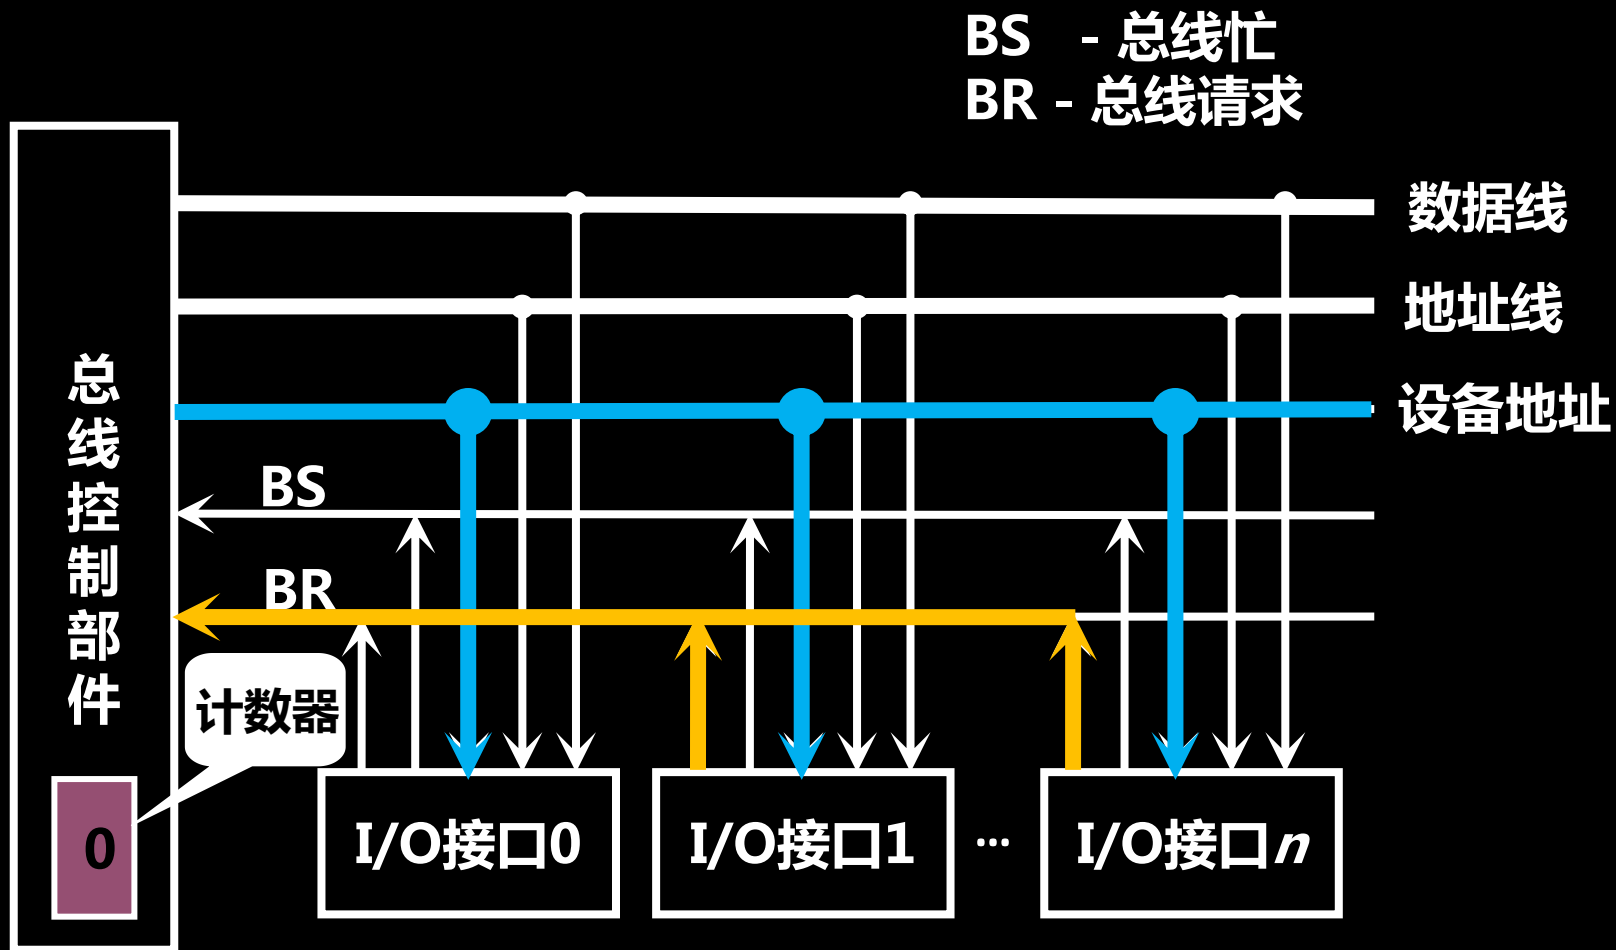 BS - 总线忙
BR - 总线请求
数据线
地址线
设备地址
BS
BR
总线控制部件
计数器
0
I/O接口0
I/O接口1
…
I/O接口n